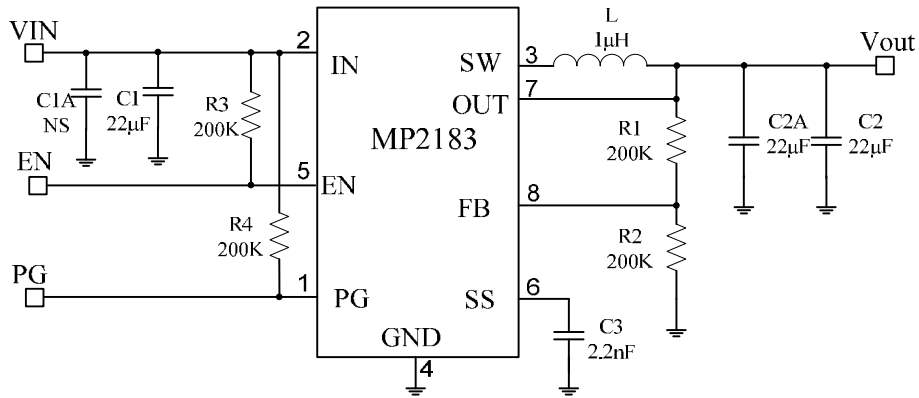 VIN
2
IN
C1A
NS
C1
22μF
R3
200K
EN
5
EN
R4
200K
PG
1
PG
MP2183
GND
4
SW
3
L
1μH
Vout
OUT
7
R1
200K
C2A
22μF
C2
22μF
FB
8
R2
200K
SS
6
C3
2.2nF